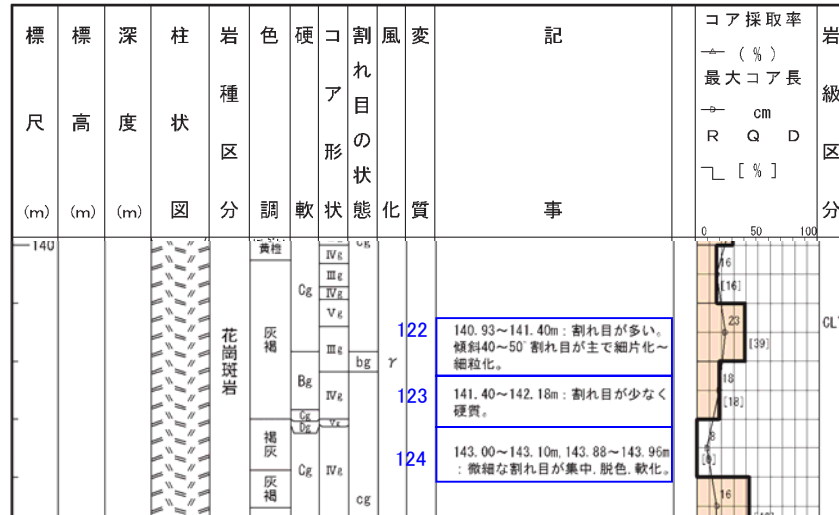 標尺(m)
標高(m)
深度(m)
柱状図
岩種区分
色調
硬軟
コア形状
割れ目の状態
風化
変質
記事
コア採取率
(%)
最大コア長
cm
RQD
[%]
岩級区分
0 50 100
140
黄橙
灰褐
褐灰
灰褐
花崗斑岩
Cg
Bg
Cg
Dg
Cg
Ⅳg
Ⅲg
Ⅳg
Ⅴg
Ⅲg
Ⅳg
Ⅴg
Ⅳg
cg
bg
cg
γ
122
140.93~141.40m:割れ目が多い。
傾斜40~50°割れ目が主で細片化~
細粒化。
123
141.40~142.18m:割れ目が少なく
硬質。
124
143.00~143.10m,143.88~143.96m
:微細な割れ目が集中,脱色,軟化。
16
[16]
23
[39]
18
[18]
8
[0]
16